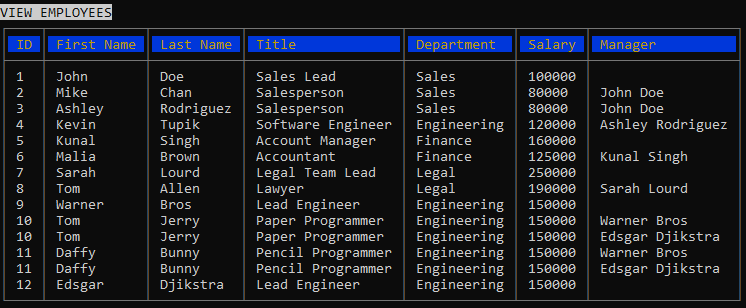 VIEW EMPLOYEES
ID First Name Last Name Title Department Salary Manager
1 John Doe Sales Lead Sales 100000
2 Mike Chan Salesperson Sales 80000 John Doe
3 Ashley Rodriguez Salesperson Sales 80000 John Doe
4 Kevin Tupik Software Engineer Engineering 120000 Ashley Rodriguez
5 Kunal Singh Account Manager Finance 160000
6 Malia Brown Accountant Finance 125000 Kunal Singh
7 Sarah Lourd Legal Team Lead Legal 250000
8 Tom Allen Lawyer Legal 190000 Sarah Lourd
9 Warner Bros Lead Engineer Engineering 150000
10 Tom Jerry Paper Programmer Engineering 150000 Warner Bros
10 Tom Jerry Paper Programmer Engineering 150000 Edsgar Djikstra
11 Daffy Bunny Pencil Programmer Engineering 150000 Warner Bros
11 Daffy Bunny Pencil Programmer Engineering 150000 Edsgar Djikstra
12 Edsgar Djikstra Lead Engineer Engineering 150000